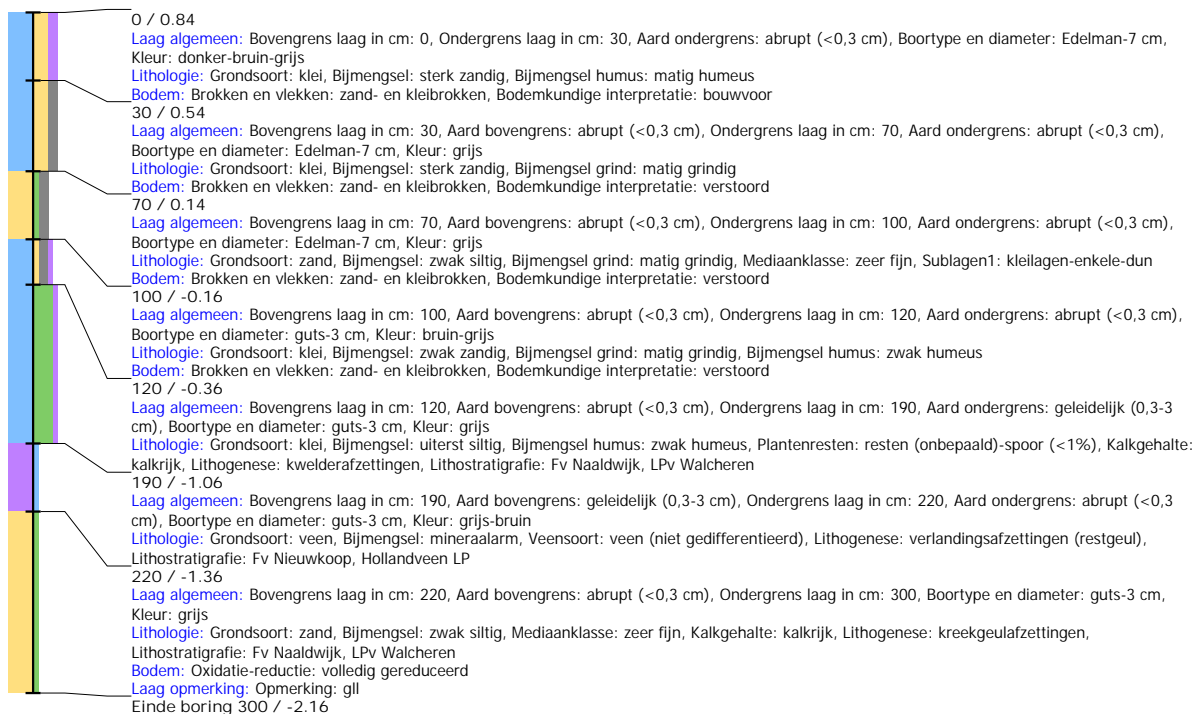 0 / 0.84
Laag algemeen: Bovengrens laag in cm: 0, Ondergrens laag in cm: 30, Aard ondergrens: abrupt (<0,3 cm), Boortype en diameter: Edelman-7 cm,
Kleur: donker-bruin-grijs
Lithologie: Grondsoort: klei, Bijmengsel: sterk zandig, Bijmengsel humus: matig humeus
Bodem: Brokken en vlekken: zand- en kleibrokken, Bodemkundige interpretatie: bouwvoor
30 / 0.54
Laag algemeen: Bovengrens laag in cm: 30, Aard bovengrens: abrupt (<0,3 cm), Ondergrens laag in cm: 70, Aard ondergrens: abrupt (<0,3 cm),
Boortype en diameter: Edelman-7 cm, Kleur: grijs
Lithologie: Grondsoort: klei, Bijmengsel: sterk zandig, Bijmengsel grind: matig grindig
Bodem: Brokken en vlekken: zand- en kleibrokken, Bodemkundige interpretatie: verstoord
70 / 0.14
Laag algemeen: Bovengrens laag in cm: 70, Aard bovengrens: abrupt (<0,3 cm), Ondergrens laag in cm: 100, Aard ondergrens: abrupt (<0,3 cm),
Boortype en diameter: Edelman-7 cm, Kleur: grijs
Lithologie: Grondsoort: zand, Bijmengsel: zwak siltig, Bijmengsel grind: matig grindig, Mediaanklasse: zeer fijn, Sublagen1: kleilagen-enkele-dun
Bodem: Brokken en vlekken: zand- en kleibrokken, Bodemkundige interpretatie: verstoord
100 / -0.16
Laag algemeen: Bovengrens laag in cm: 100, Aard bovengrens: abrupt (<0,3 cm), Ondergrens laag in cm: 120, Aard ondergrens: abrupt (<0,3 cm),
Boortype en diameter: guts-3 cm, Kleur: bruin-grijs
Lithologie: Grondsoort: klei, Bijmengsel: zwak zandig, Bijmengsel grind: matig grindig, Bijmengsel humus: zwak humeus
Bodem: Brokken en vlekken: zand- en kleibrokken, Bodemkundige interpretatie: verstoord
120 / -0.36
Laag algemeen: Bovengrens laag in cm: 120, Aard bovengrens: abrupt (<0,3 cm), Ondergrens laag in cm: 190, Aard ondergrens: geleidelijk (0,3-3
cm), Boortype en diameter: guts-3 cm, Kleur: grijs
Lithologie: Grondsoort: klei, Bijmengsel: uiterst siltig, Bijmengsel humus: zwak humeus, Plantenresten: resten (onbepaald)-spoor (<1%), Kalkgehalte:
kalkrijk, Lithogenese: kwelderafzettingen, Lithostratigrafie: Fv Naaldwijk, LPv Walcheren
190 / -1.06
Laag algemeen: Bovengrens laag in cm: 190, Aard bovengrens: geleidelijk (0,3-3 cm), Ondergrens laag in cm: 220, Aard ondergrens: abrupt (<0,3
cm), Boortype en diameter: guts-3 cm, Kleur: grijs-bruin
Lithologie: Grondsoort: veen, Bijmengsel: mineraalarm, Veensoort: veen (niet gedifferentieerd), Lithogenese: verlandingsafzettingen (restgeul),
Lithostratigrafie: Fv Nieuwkoop, Hollandveen LP
220 / -1.36
Laag algemeen: Bovengrens laag in cm: 220, Aard bovengrens: abrupt (<0,3 cm), Ondergrens laag in cm: 300, Boortype en diameter: guts-3 cm,
Kleur: grijs
Lithologie: Grondsoort: zand, Bijmengsel: zwak siltig, Mediaanklasse: zeer fijn, Kalkgehalte: kalkrijk, Lithogenese: kreekgeulafzettingen,
Lithostratigrafie: Fv Naaldwijk, LPv Walcheren
Bodem: Oxidatie-reductie: volledig gereduceerd
Laag opmerking: Opmerking: gll
Einde boring 300 / -2.16